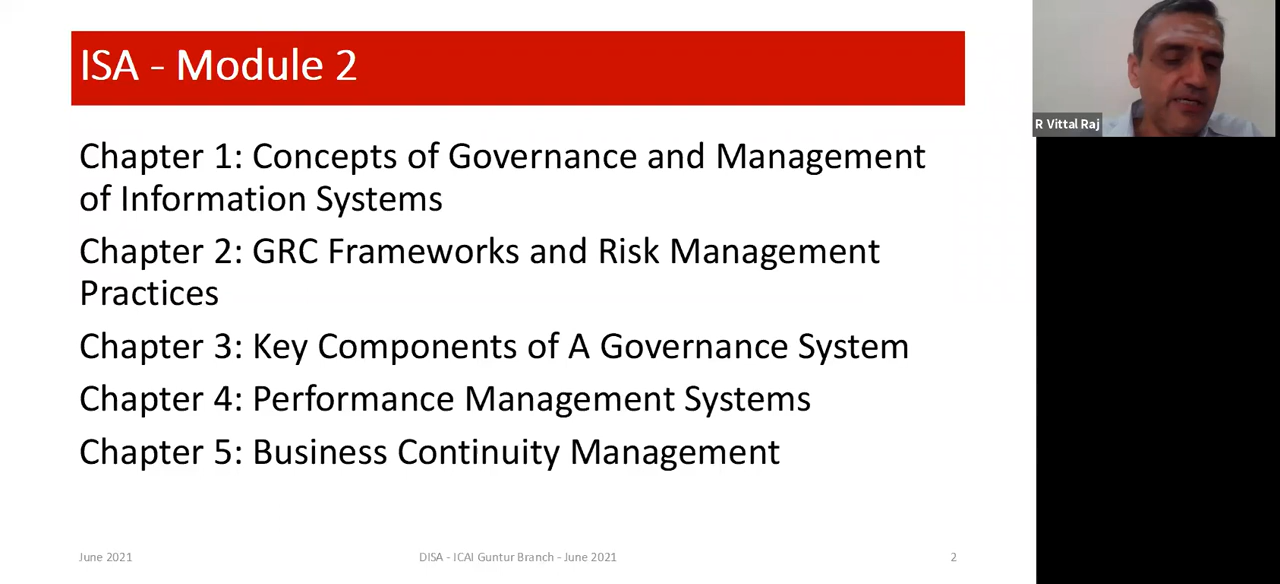 ISA - Module 2
Chapter 1: Concepts of Governance and Management
of Information Systems
Chapter 2: GRC Frameworks and Risk Management
Practices
Chapter 3: Key Components of A Governance System
Chapter 4: Performance Management Systems
Chapter 5: Business Continuity Management
June 2021
DISA - ICAI Guntur Branch - June 2021
2
R Vittal Raj